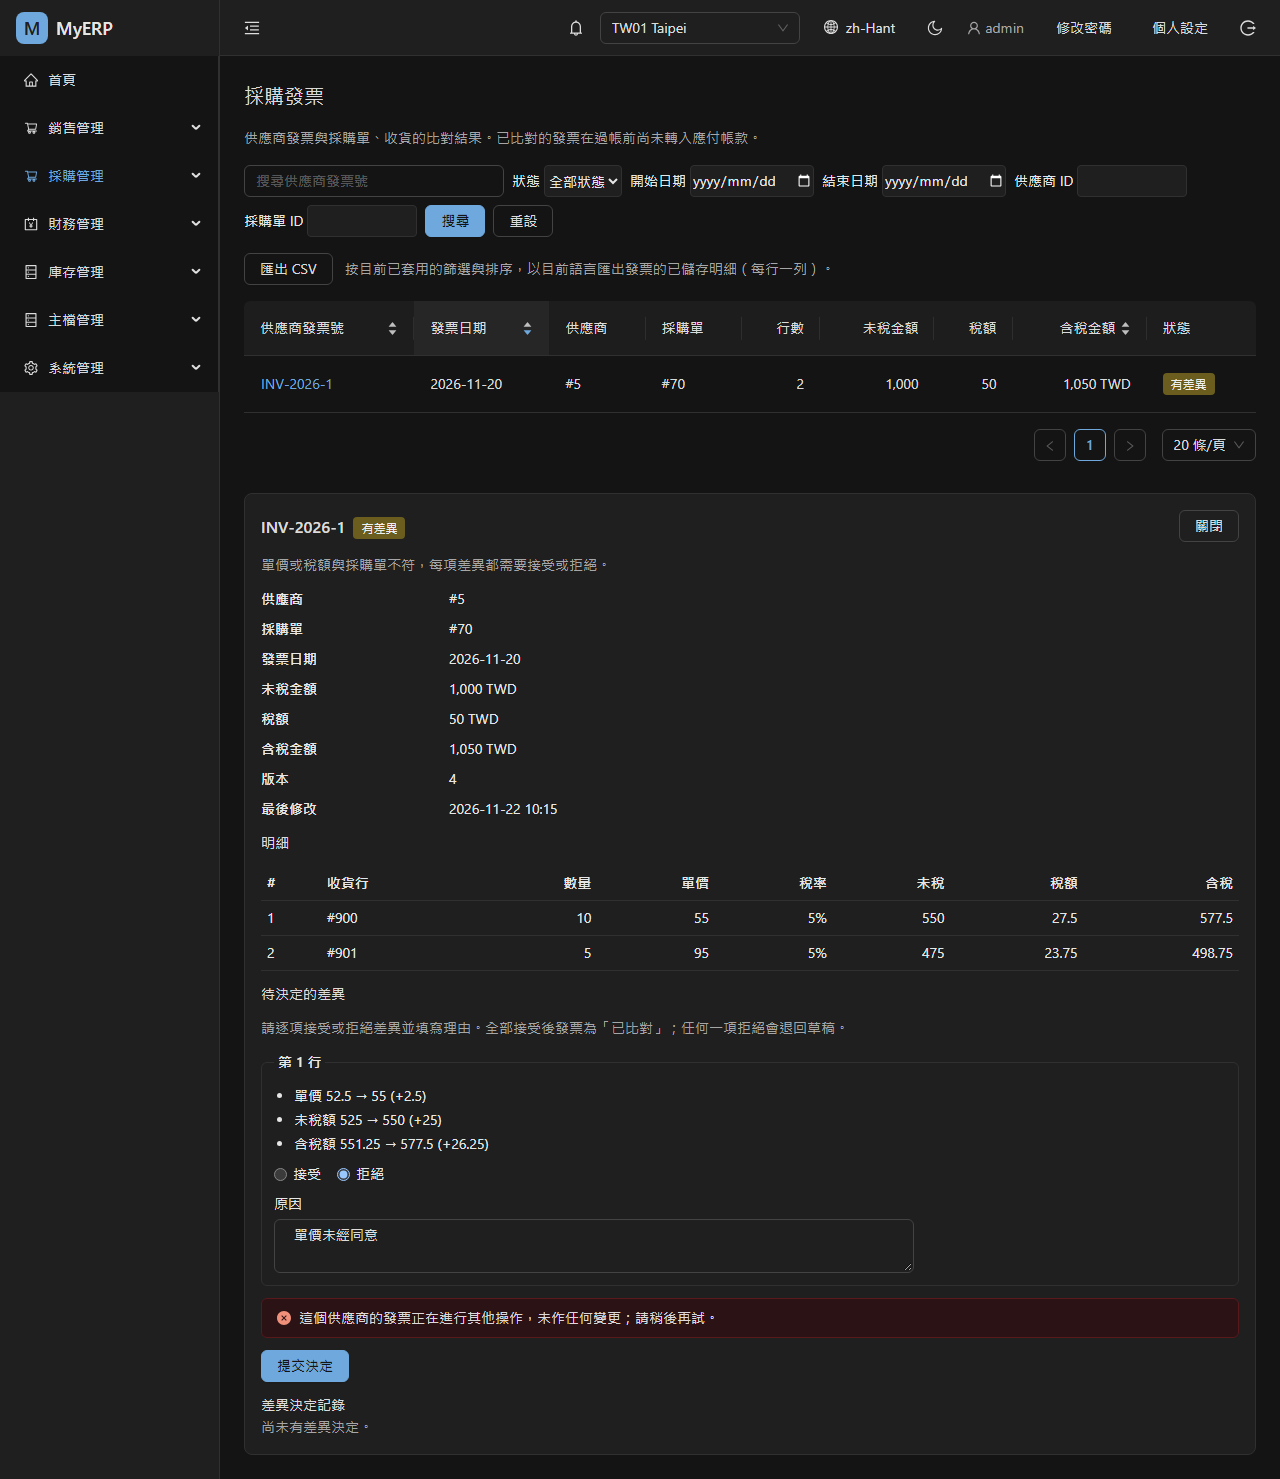 M MyERP
TW01 Taipei
zh-Hant
admin
修改密碼
個人設定
首頁
銷售管理
採購管理
財務管理
庫存管理
主檔管理
系統管理
採購發票
供應商發票與採購單、收貨的比對結果。已比對的發票在過帳前尚未轉入應付帳款。
搜尋供應商發票號 狀態 全部狀態 開始日期 yyyy/mm/dd 結束日期 yyyy/mm/dd 供應商 ID
採購單 ID 搜尋 重設
匯出 CSV 按目前已套用的篩選與排序，以目前語言匯出發票的已儲存明細（每行一列）。
供應商發票號 發票日期 供應商 採購單 行數 未稅金額 稅額 含稅金額 狀態
INV-2026-1 2026-11-20 #5 #70 2 1,000 50 1,050 TWD 有差異
< 1 > 20 條/頁
INV-2026-1 有差異 關閉
單價或稅額與採購單不符，每項差異都需要接受或拒絕。
供應商 #5
採購單 #70
發票日期 2026-11-20
未稅金額 1,000 TWD
稅額 50 TWD
含稅金額 1,050 TWD
版本 4
最後修改 2026-11-22 10:15
明細
# 收貨行 數量 單價 稅率 未稅 稅額 含稅
1 #900 10 55 5% 550 27.5 577.5
2 #901 5 95 5% 475 23.75 498.75
待決定的差異
請逐項接受或拒絕差異並填寫理由。全部接受後發票為「已比對」；任何一項拒絕會退回草稿。
第 1 行
• 單價 52.5 → 55 (+2.5)
• 未稅額 525 → 550 (+25)
• 含稅額 551.25 → 577.5 (+26.25)
接受 拒絕
原因
單價未經同意
這個供應商的發票正在進行其他操作，未作任何變更；請稍後再試。
提交決定
差異決定記錄
尚未有差異決定。